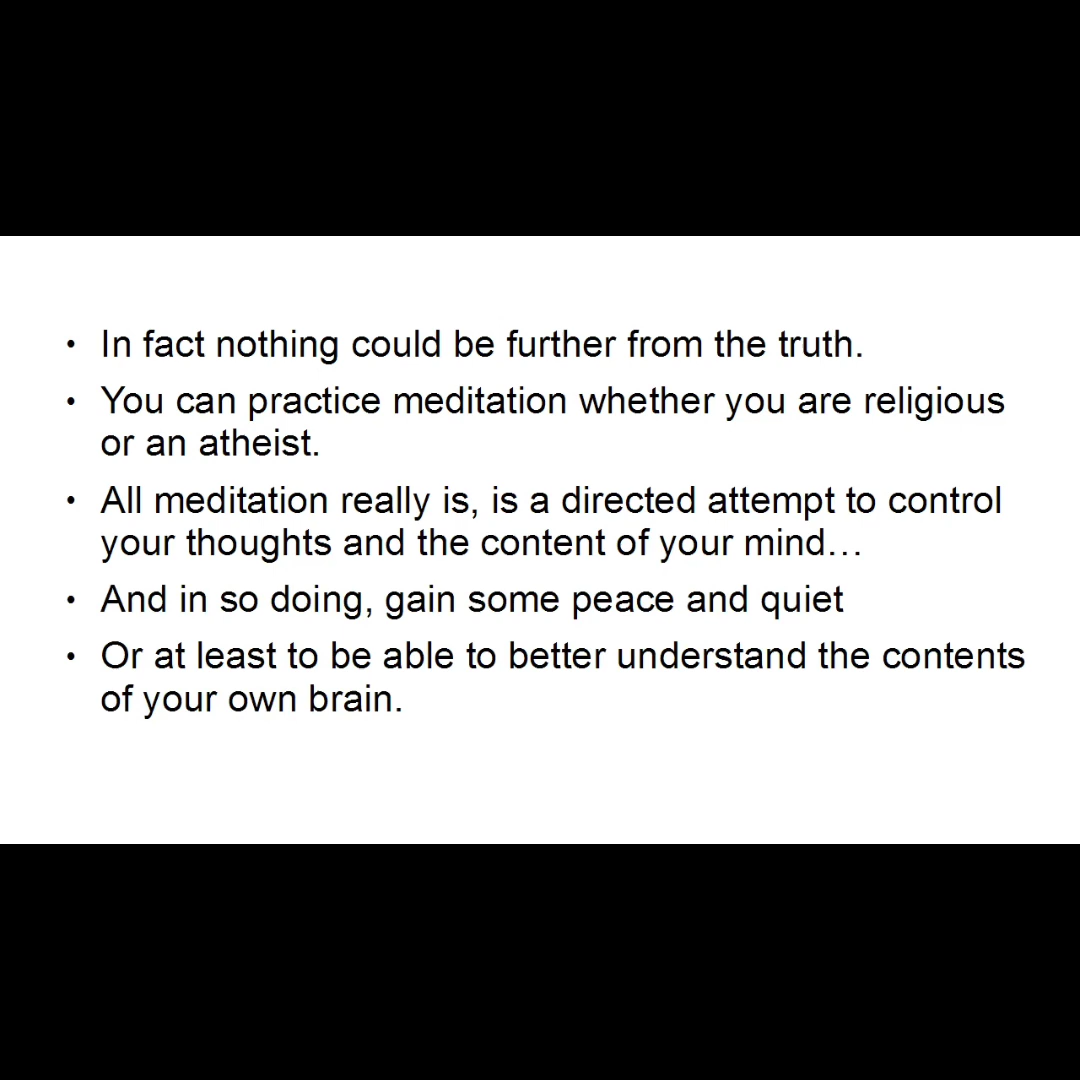 • In fact nothing could be further from the truth.
• You can practice meditation whether you are religious
or an atheist.
• All meditation really is, is a directed attempt to control
your thoughts and the content of your mind…
• And in so doing, gain some peace and quiet
• Or at least to be able to better understand the contents
of your own brain.